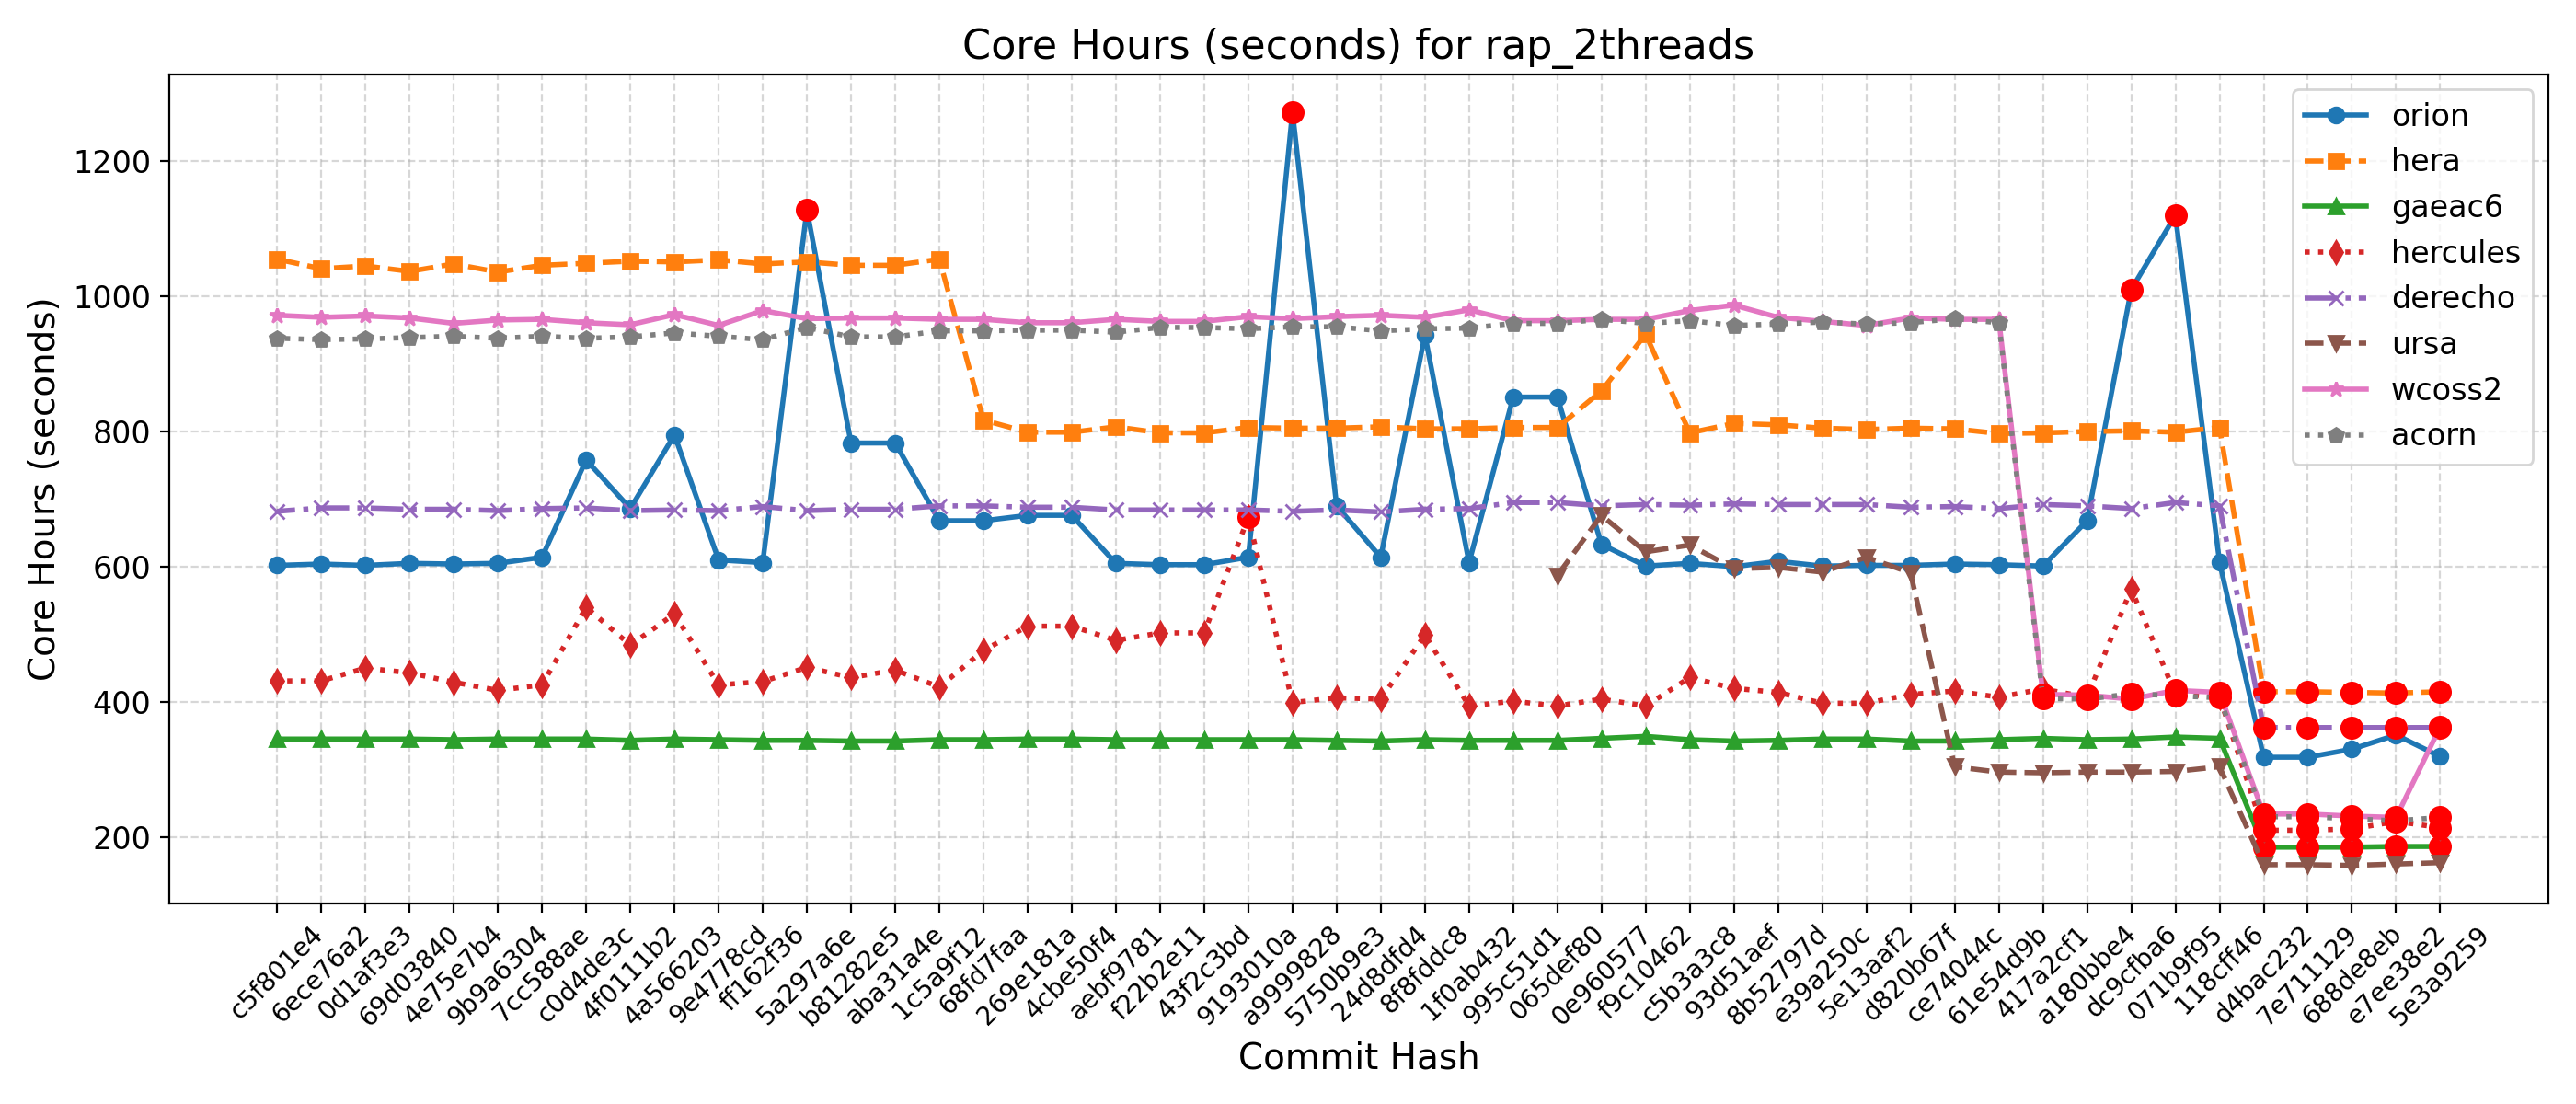 Core Hours (seconds) for rap_2threads
Core Hours (seconds)
1200
1000
800
600
400
200
orion
hera
gaeac6
hercules
derecho
ursa
wcoss2
acorn
c5f801e4
6ece76a2
0d1af3e3
69d03840
4e75e7b4
9b9a6304
7cc588ae
c0d4de3c
4f0111b2
4a566203
9e4778cd
ff162f36
5a297a6e
b81282e5
aba31a4e
1c5a9f12
68fd7faa
269e181a
4cbe50f4
aebf9781
f22b2e11
43f2c3bd
9193010a
a9999828
5750b9e3
24d8dfd4
8f8fddc8
1f0ab432
995c51d1
065def80
0e960577
f9c10462
c5b3a3c8
93d51aef
8b52797d
e39a250c
5e13aaf2
d820b67f
ce74044c
61e54d9b
417a2cf1
a180bbe4
dc9cfba6
071b9f95
118cff46
d4bac232
7e711129
688de8eb
e7ee38e2
5e3a9259
Commit Hash